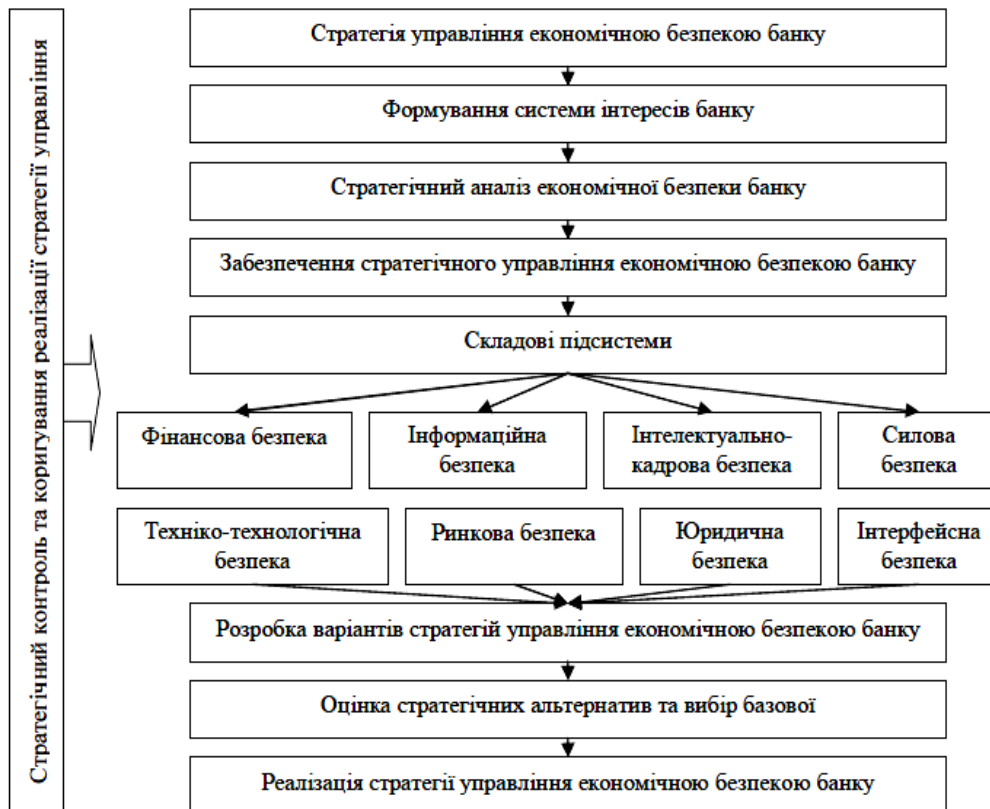 Стратегічний контроль та коригування реалізації стратегії управління
Стратегія управління економічною безпекою банку
Формування системи інтересів банку
Стратегічний аналіз економічної безпеки банку
Забезпечення стратегічного управління економічною безпекою банку
Складові підсистеми
Фінансова безпека
Інформаційна
безпека
Інтелектуально-
кадрова безпека
Силова
безпека
Техніко-технологічна
безпека
Ринкова безпека
Юридична
безпека
Інтерфейсна
безпека
Розробка варіантів стратегій управління економічною безпекою банку
Оцінка стратегічних альтернатив та вибір базової
Реалізація стратегії управління економічною безпекою банку